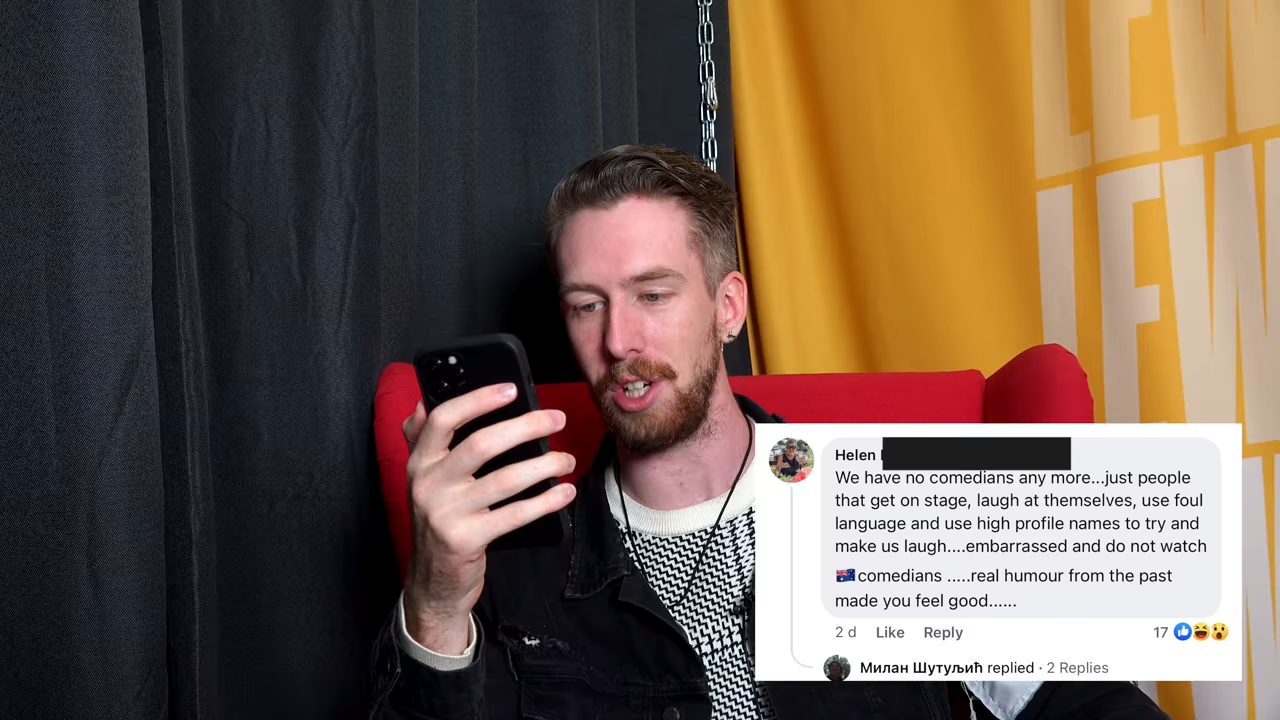 LEW
LEW
Helen
We have no comedians any more...just people
that get on stage, laugh at themselves, use foul
language and use high profile names to try and
make us laugh....embarrassed and do not watch
🇦🇺comedians .....real humour from the past
made you feel good......
2 d Like Reply 17
Милан Шутуљић replied · 2 Replies